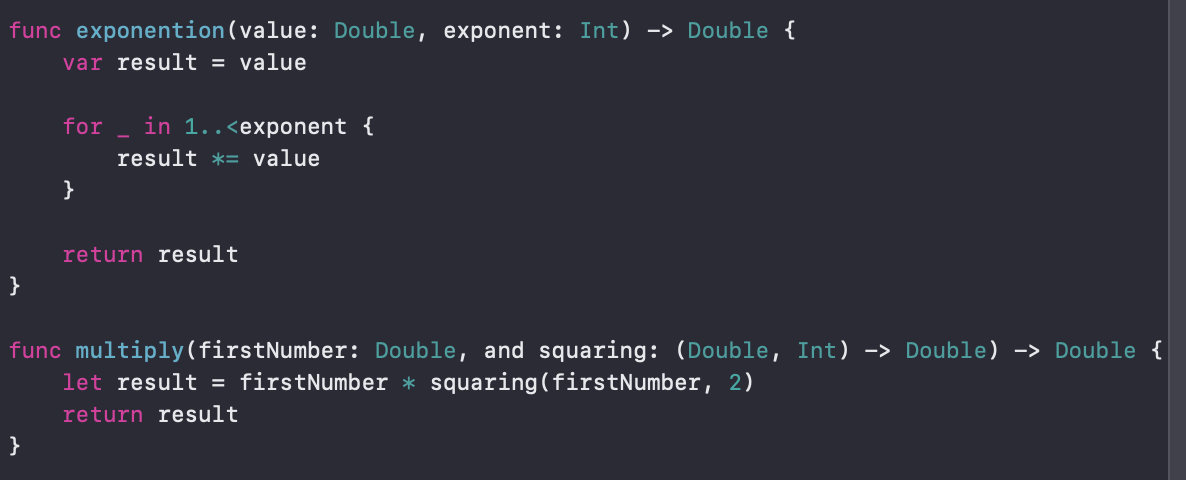 func exponention(value: Double, exponent: Int) -> Double {
    var result = value
    for _ in 1..<exponent {
        result *= value
    }
    return result
}
func multiply(firstNumber: Double, and squaring: (Double, Int) -> Double) -> Double {
    let result = firstNumber * squaring(firstNumber, 2)
    return result
}